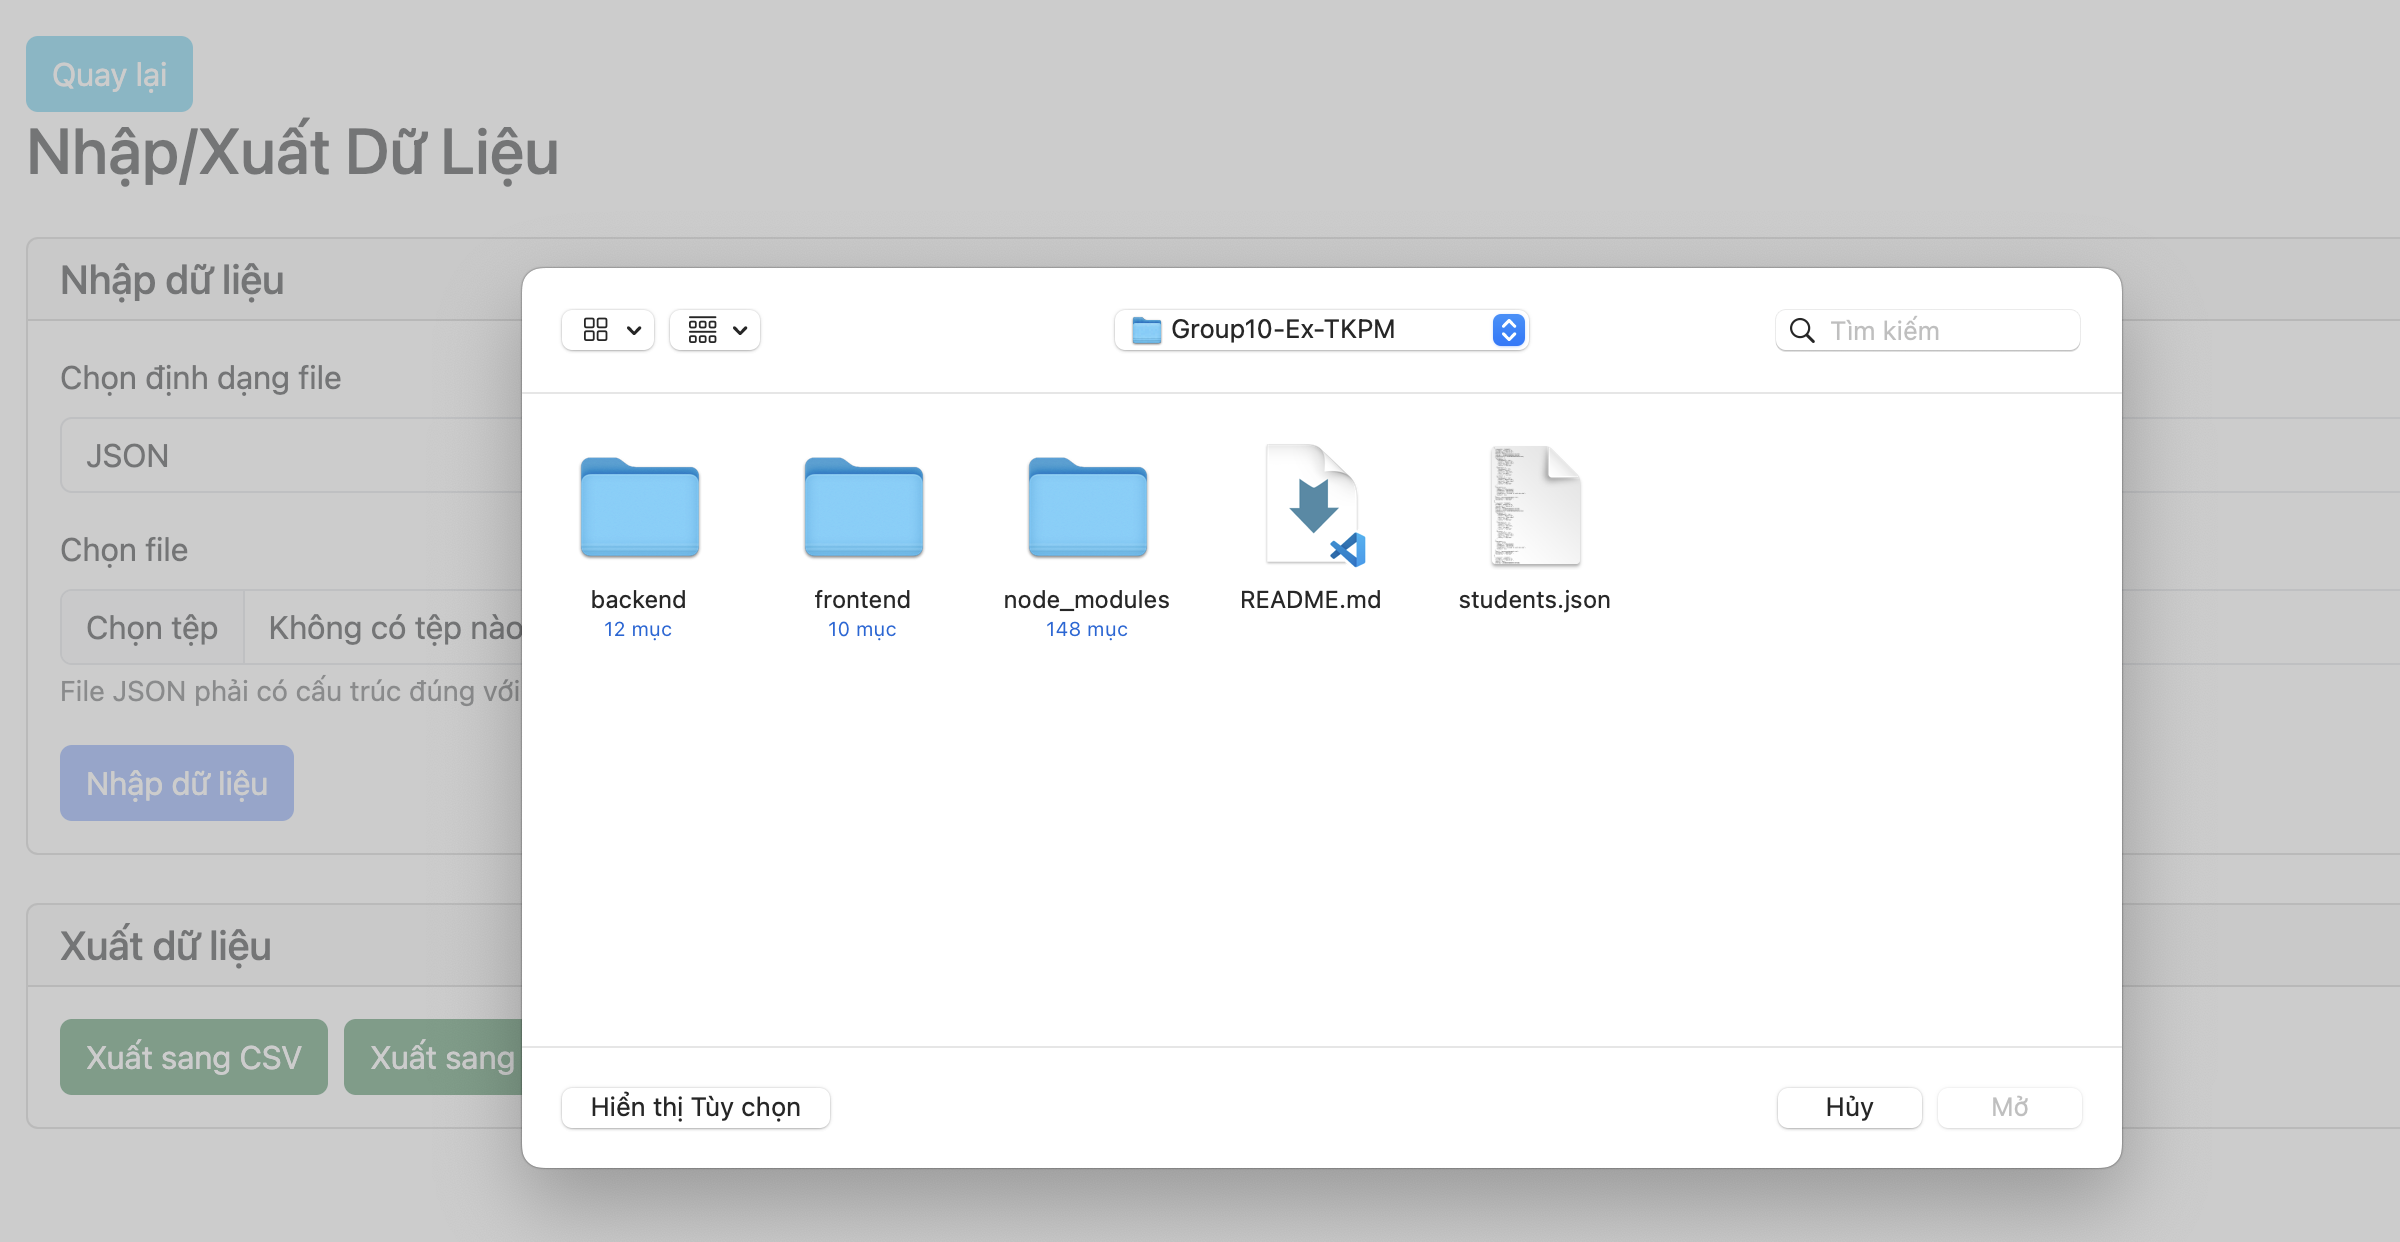 Quay lại
Nhập/Xuất Dữ Liệu
Nhập dữ liệu
Chọn định dạng file
JSON
Chọn file
Chọn tệp
Không có tệp nào
File JSON phải có cấu trúc đúng với
Nhập dữ liệu
Xuất dữ liệu
Xuất sang CSV
Xuất sang
Group10-Ex-TKPM
Tìm kiếm
backend
12 mục
frontend
10 mục
node_modules
148 mục
README.md
students.json
Hiển thị Tùy chọn
Hủy
Mở